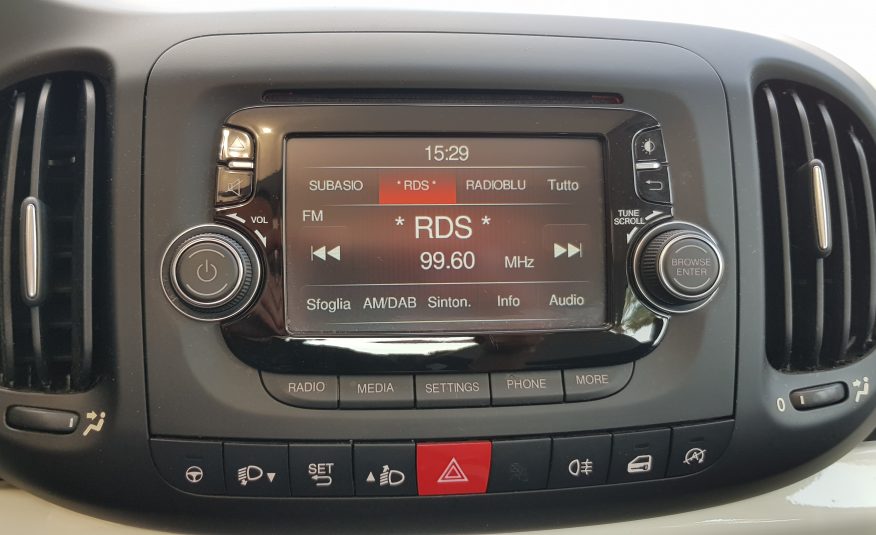 15:29
SUBASIO * RDS * RADIOBLU Tutto
VOL
FM
TUNE
SCROLL
* RDS *
99.60 MHz
BROWSE
ENTER
Sfoglia AM/DAB Sinton. Info Audio
RADIO MEDIA SETTINGS PHONE MORE
0
SET